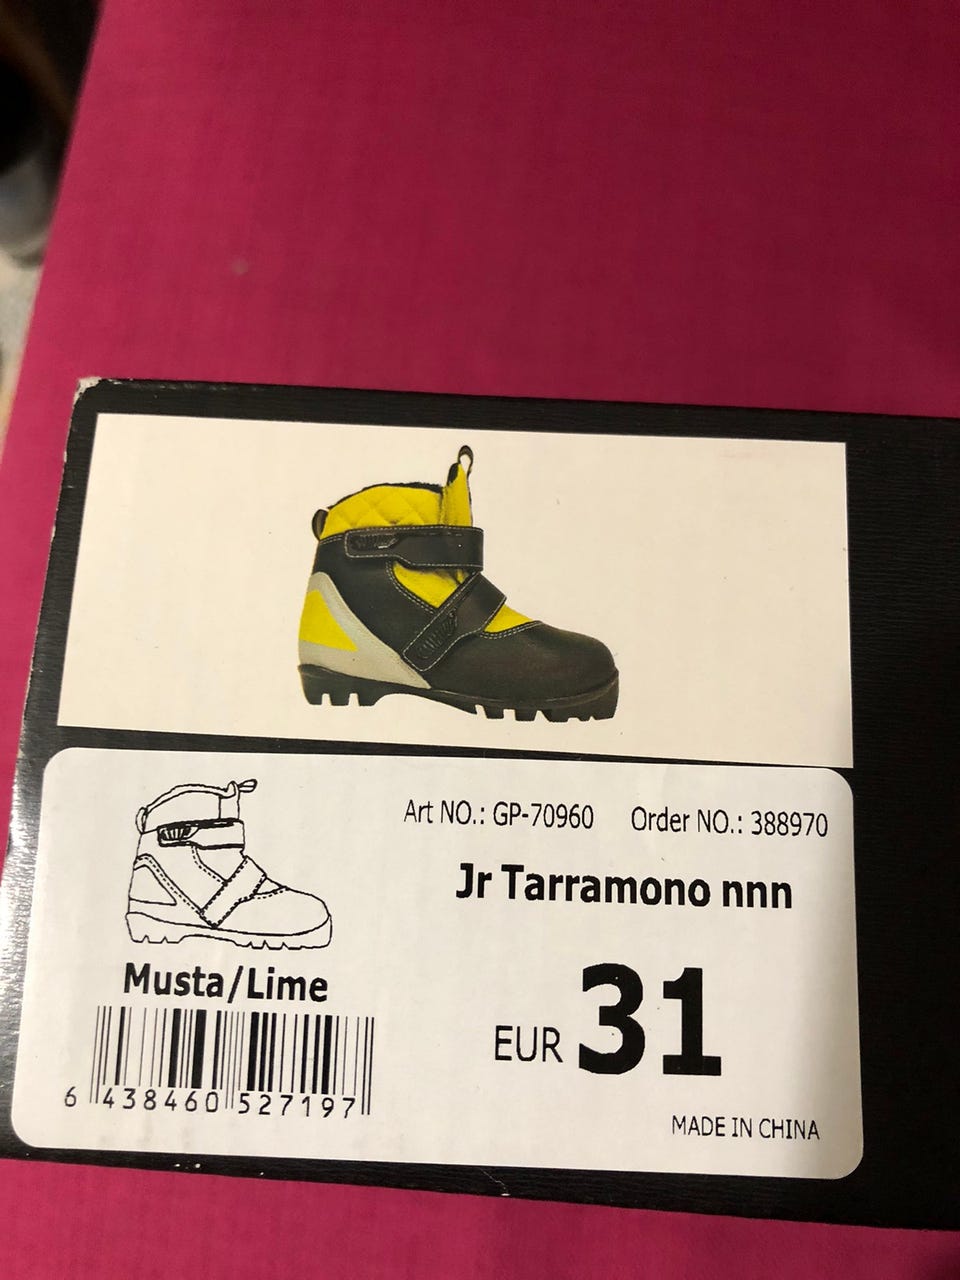 Art NO.: GP-70960 Order NO.: 388970
Jr Tarramono nnn
Musta/Lime
EUR 31
6 438460 527197
MADE IN CHINA